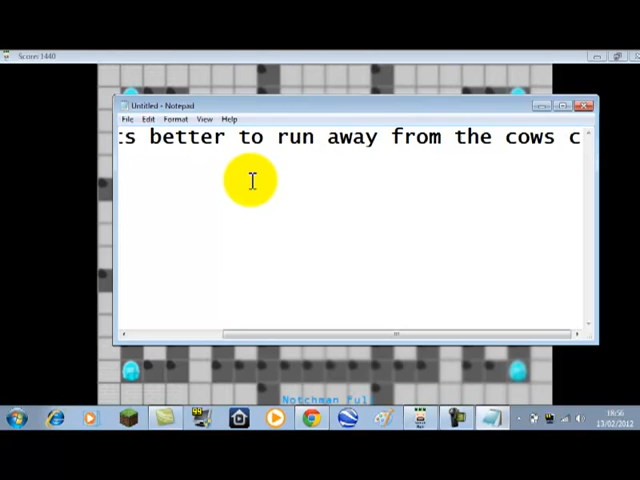 Score: 1440
Untitled - Notepad
File Edit Format View Help
ts better to run away from the cows c
Notchman Full
18:56
13/02/2012